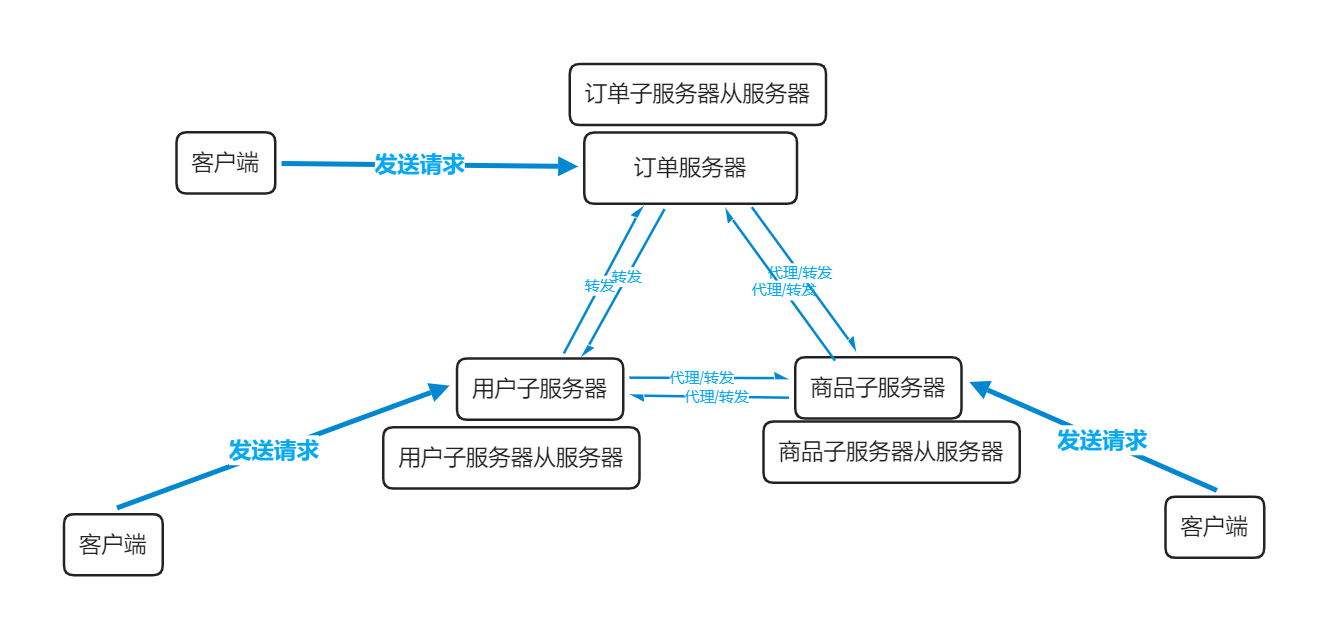 订单子服务器从服务器
客户端
发送请求
订单服务器
转发
转发
代理/转发
代理/转发
用户子服务器
代理/转发
代理/转发
商品子服务器
用户子服务器从服务器
商品子服务器从服务器
发送请求
发送请求
客户端
客户端